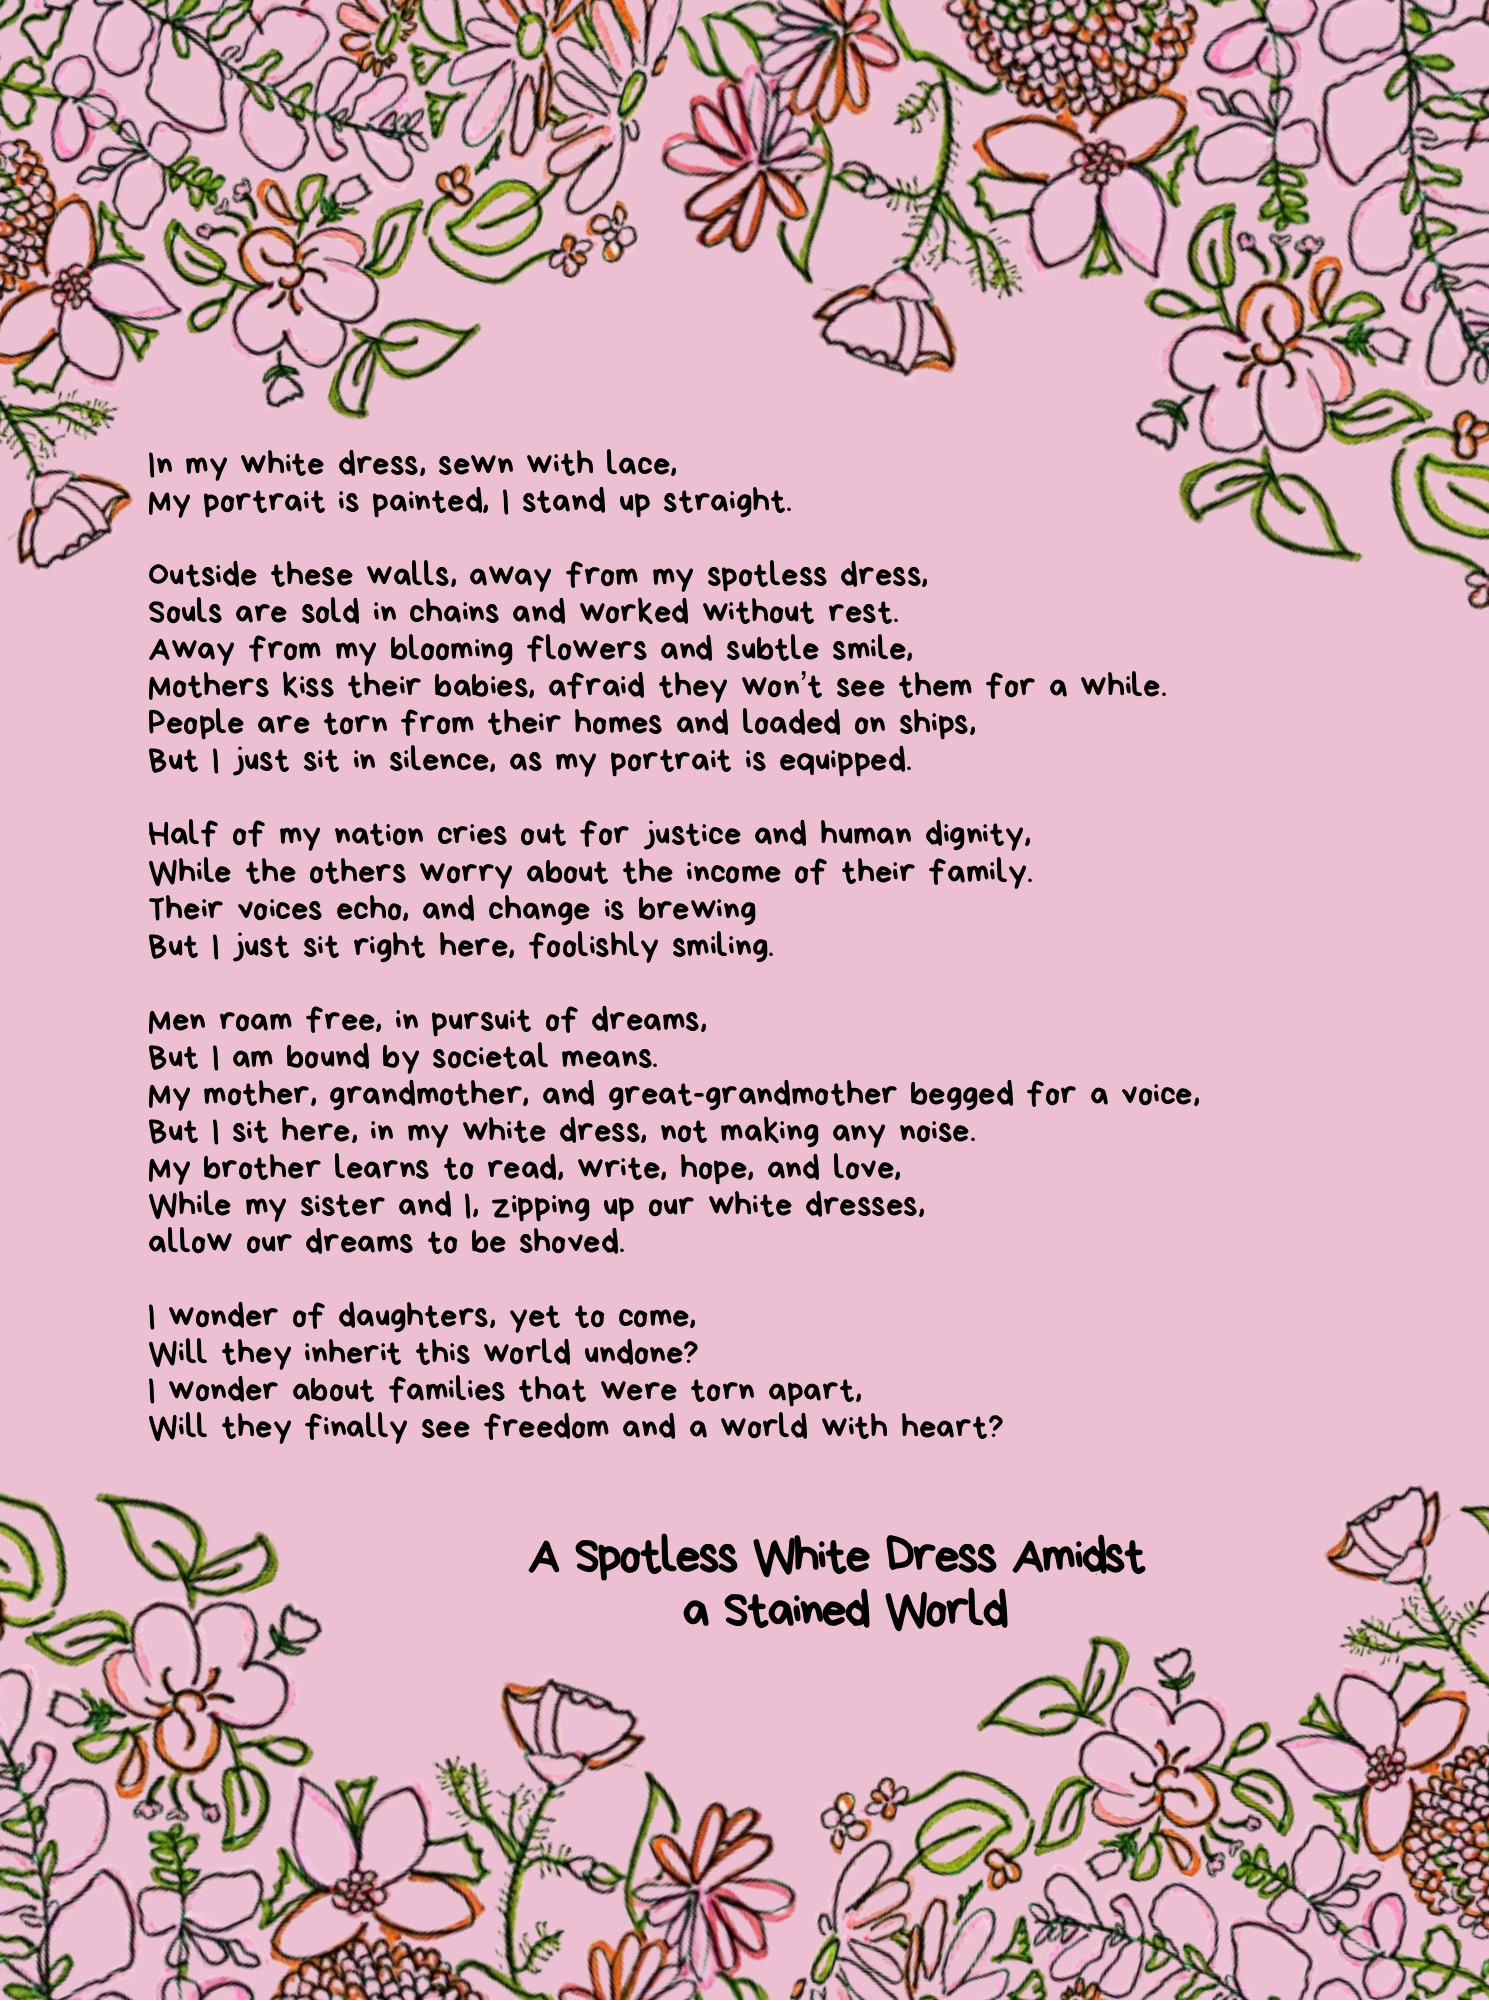 In my white dress, sewn with lace,
My portrait is painted, I stand up straight.
Outside these walls, away from my spotless dress,
Souls are sold in chains and worked without rest.
Away from my blooming flowers and subtle smile,
Mothers kiss their babies, afraid they won't see them for a while.
People are torn from their homes and loaded on ships,
But I just sit in silence, as my portrait is equipped.
Half of my nation cries out for justice and human dignity,
While the others worry about the income of their family.
Their voices echo, and change is brewing
But I just sit right here, foolishly smiling.
Men roam free, in pursuit of dreams,
But I am bound by societal means.
My mother, grandmother, and great-grandmother begged for a voice,
But I sit here, in my white dress, not making any noise.
My brother learns to read, write, hope, and love,
While my sister and I, zipping up our white dresses,
allow our dreams to be shoved.
I wonder of daughters, yet to come,
Will they inherit this world undone?
I wonder about families that were torn apart,
Will they finally see freedom and a world with heart?
A Spotless White Dress Amidst
a Stained World